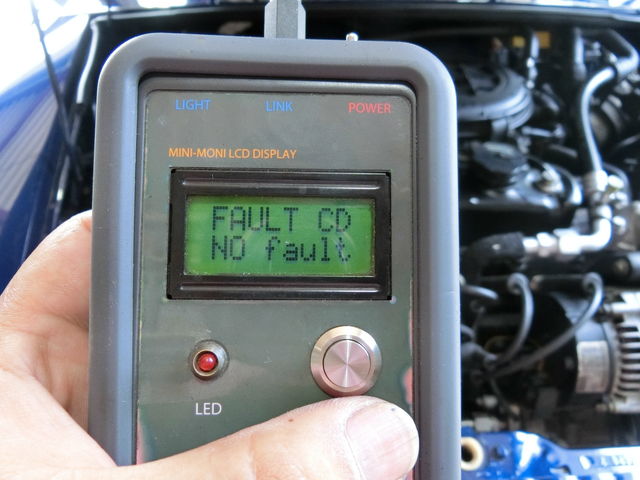 LIGHT LINK POWER
MINI-MONI LCD DISPLAY
FAULT CD
NO fault
LED